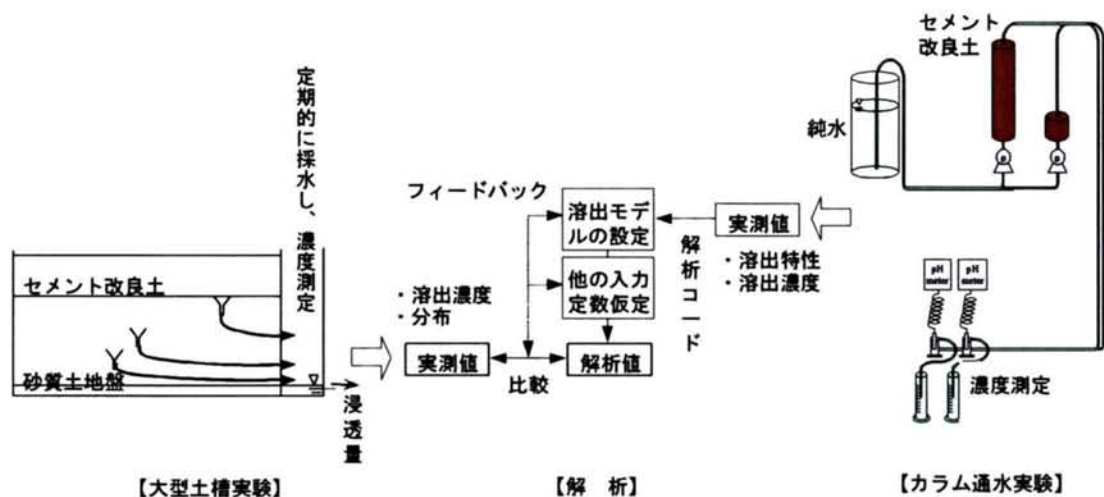 定期的に採水し、濃度測定
セメント改良土
砂質土地盤
浸透量
【大型土槽実験】
フィードバック
溶出モデ
ルの設定
他の入力
定数仮定
解析値
実測値
・溶出濃度
・分布
比較
解析コード
実測値
・溶出特性
・溶出濃度
【解 析】
セメント
改良土
純水
pH
meter
pH
meter
濃度測定
【カラム通水実験】